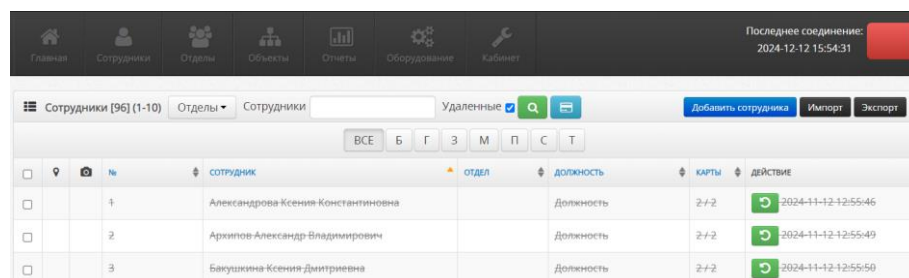 Последнее соединение:
2024-12-12 15:54:31
Главная Сотрудники Отделы Объекты Отчеты Оборудование Кабинет
Сотрудники [96] (1-10) Отделы Сотрудники Удаленные Добавить сотрудника Импорт Экспорт
ВСЕ Б Г З М П С Т
№ СОТРУДНИК ОТДЕЛ ДОЛЖНОСТЬ КАРТЫ ДЕЙСТВИЕ
1 Александрова Ксения Константиновна Должность 2 / 2 2024-11-12 12:55:46
2 Архипов Александр Владимирович Должность 2 / 2 2024-11-12 12:55:49
3 Бакушкина Ксения Дмитриевна Должность 2 / 2 2024-11-12 12:55:50